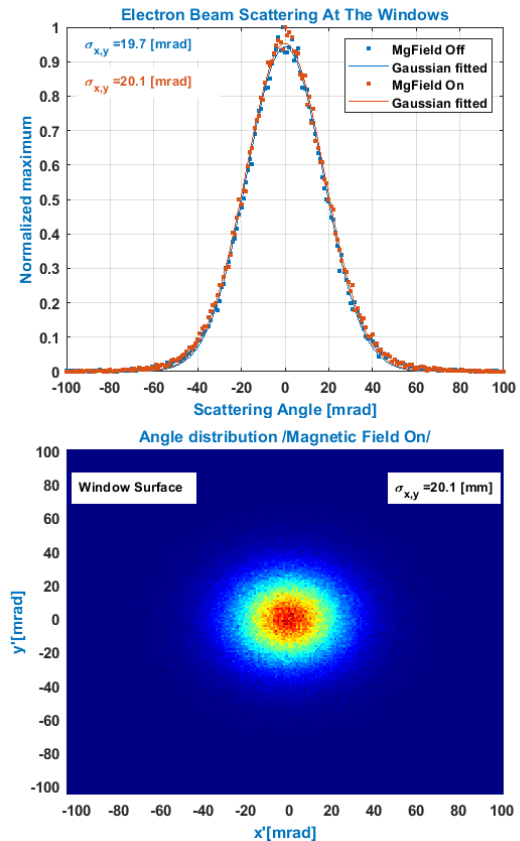 Electron Beam Scattering At The Windows
σx,y =19.7 [mrad]
σx,y =20.1 [mrad]
MgField Off
Gaussian fitted
MgField On
Gaussian fitted
Normalized maximum
1
0.9
0.8
0.7
0.6
0.5
0.4
0.3
0.2
0.1
0
-100 -80 -60 -40 -20 0 20 40 60 80 100
Scattering Angle [mrad]
Angle distribution /Magnetic Field On/
Window Surface
σx,y =20.1 [mm]
y'[mrad]
100
80
60
40
20
0
-20
-40
-60
-80
-100
-100 -80 -60 -40 -20 0 20 40 60 80 100
x'[mrad]